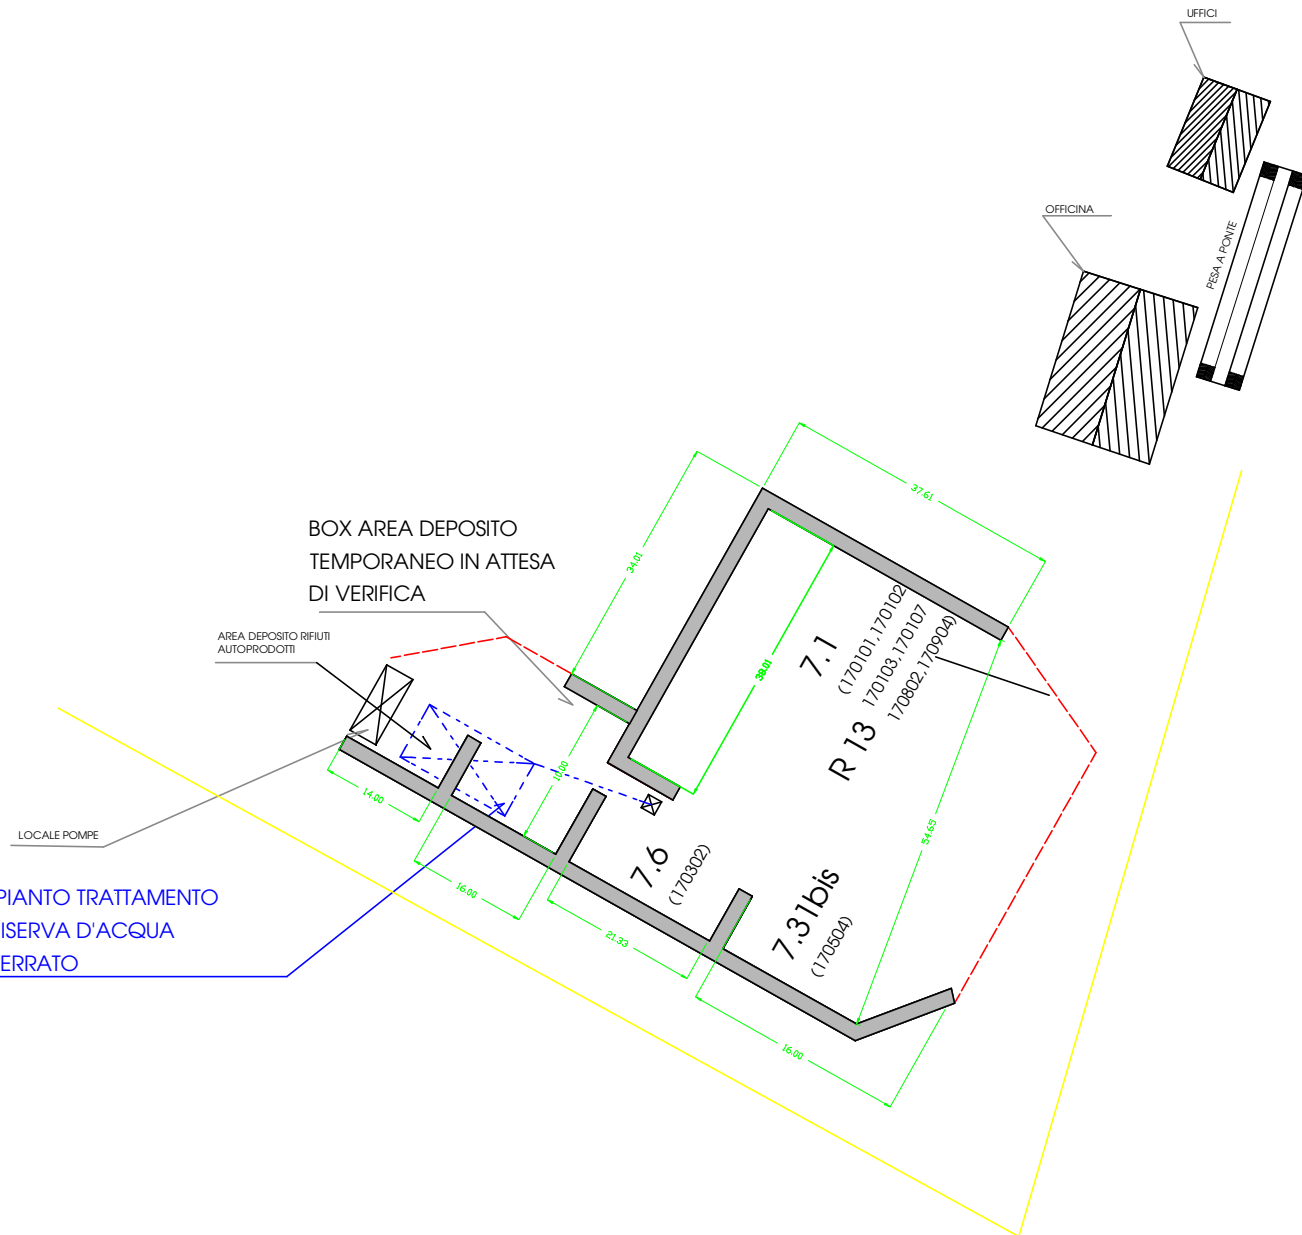 UFFICI
OFFICINA
PESA A PONTE
37.61
34.01
BOX AREA DEPOSITO
TEMPORANEO IN ATTESA
DI VERIFICA
AREA DEPOSITO RIFIUTI
AUTOPRODOTTI
7.1
(170101,170102
170103,170107
170802,170904)
R 13
38.01
10.00
14.00
LOCALE POMPE
16.00
7.6
(170302)
54.65
PIANTO TRATTAMENTO
ISERVA D'ACQUA
ERRATO
7.31bis
(170504)
21.33
16.00